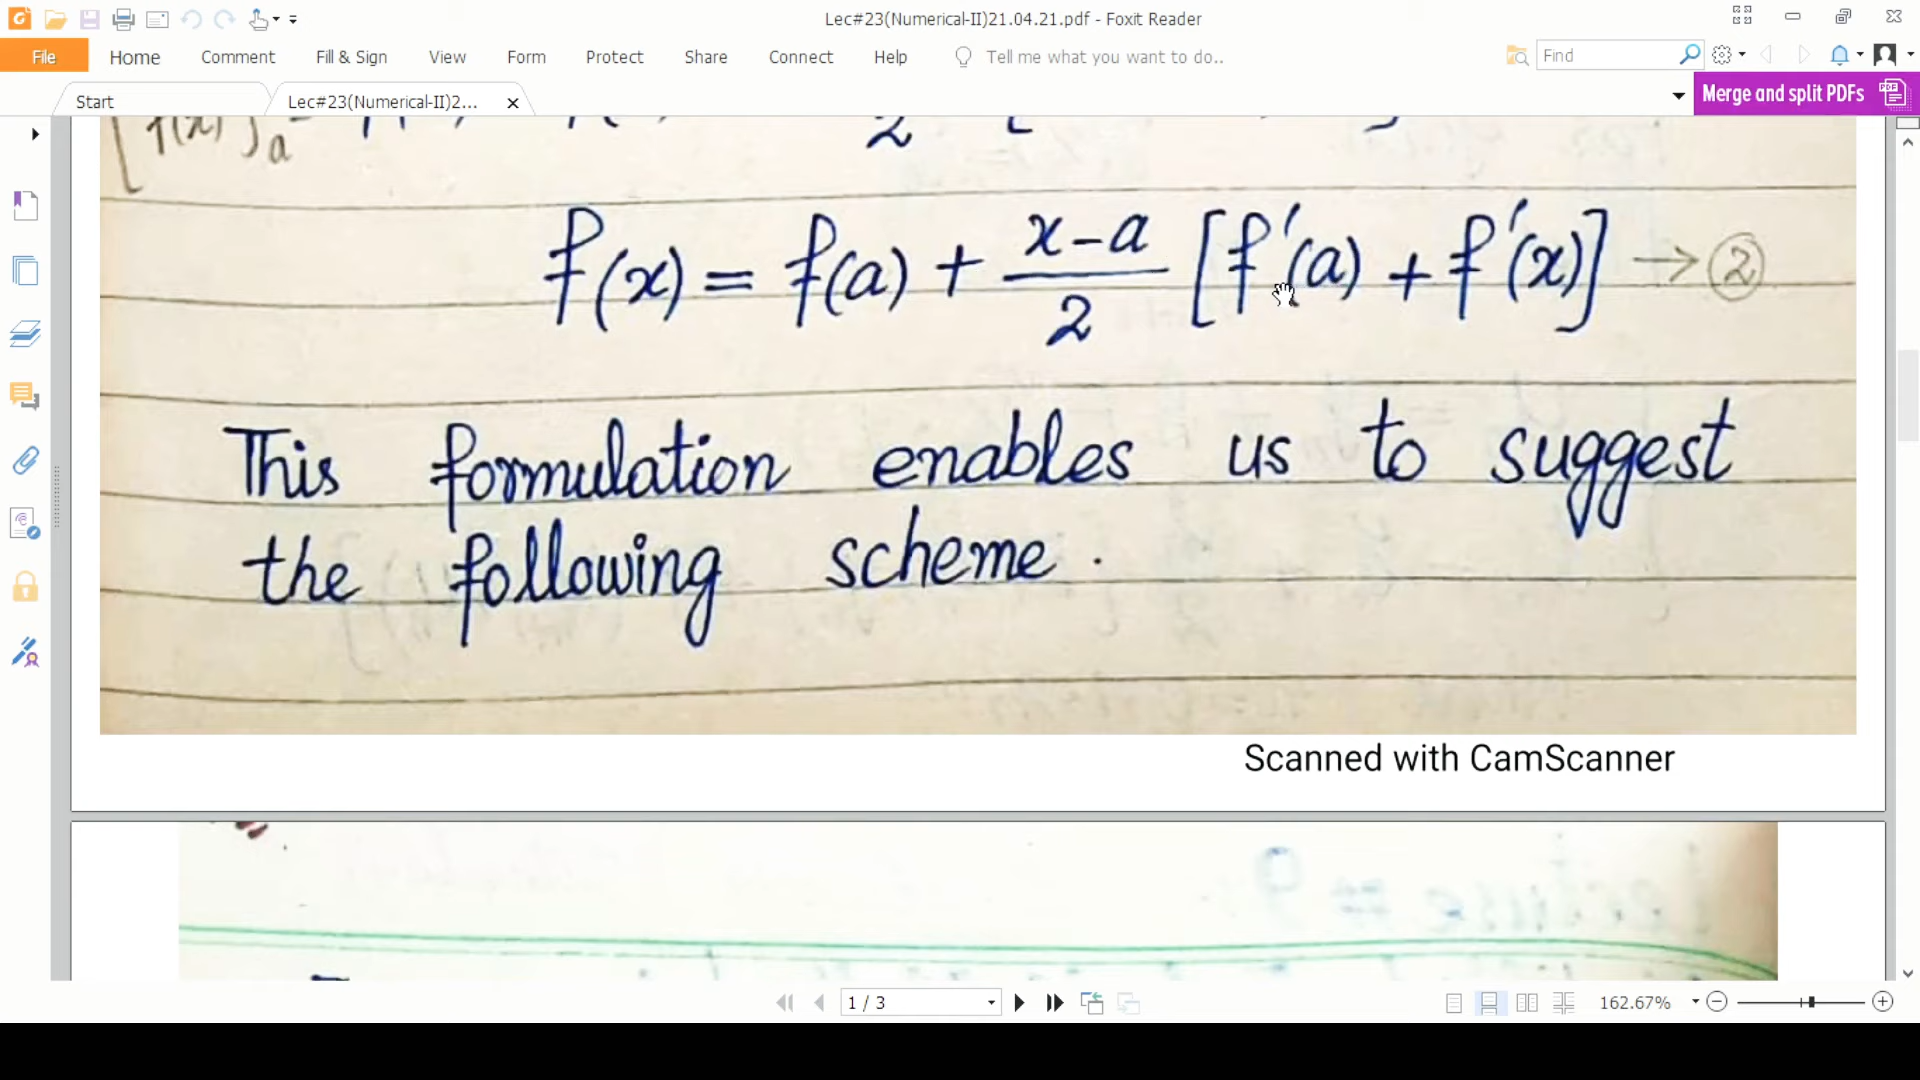 Lec#23(Numerical-II)21.04.21.pdf - Foxit Reader
File Home Comment Fill & Sign View Form Protect Share Connect Help Tell me what you want to do.. Find
Start Lec#23(Numerical-II)2... Merge and split PDFs
f(x) = f(a) + x-a/2 [f'(a) + f'(x)] → ②
This formulation enables us to suggest
the following scheme.
Scanned with CamScanner
1 / 3 162.67%